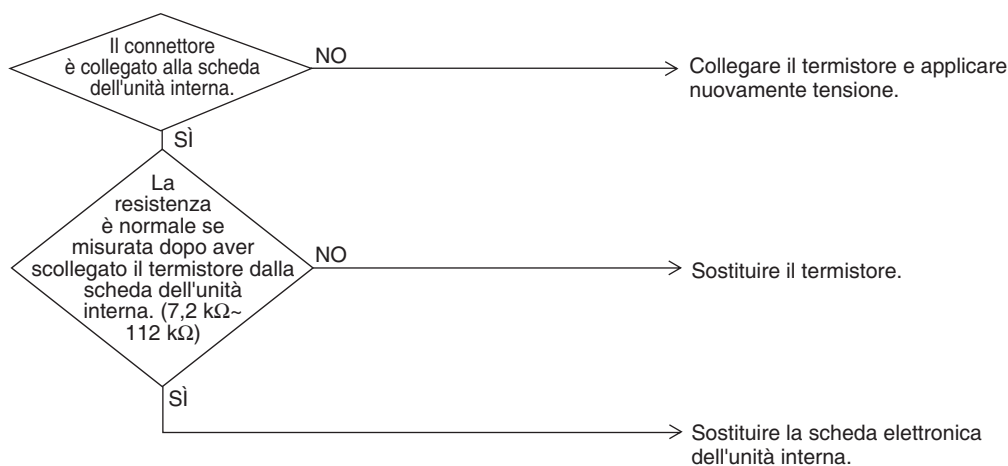 Il connettore
è collegato alla scheda
dell'unità interna.
NO
Collegare il termistore e applicare
nuovamente tensione.
SÌ
La
resistenza
è normale se
misurata dopo aver
scollegato il termistore dalla
scheda dell'unità
interna. (7,2 kΩ~
112 kΩ)
NO
Sostituire il termistore.
SÌ
Sostituire la scheda elettronica
dell'unità interna.